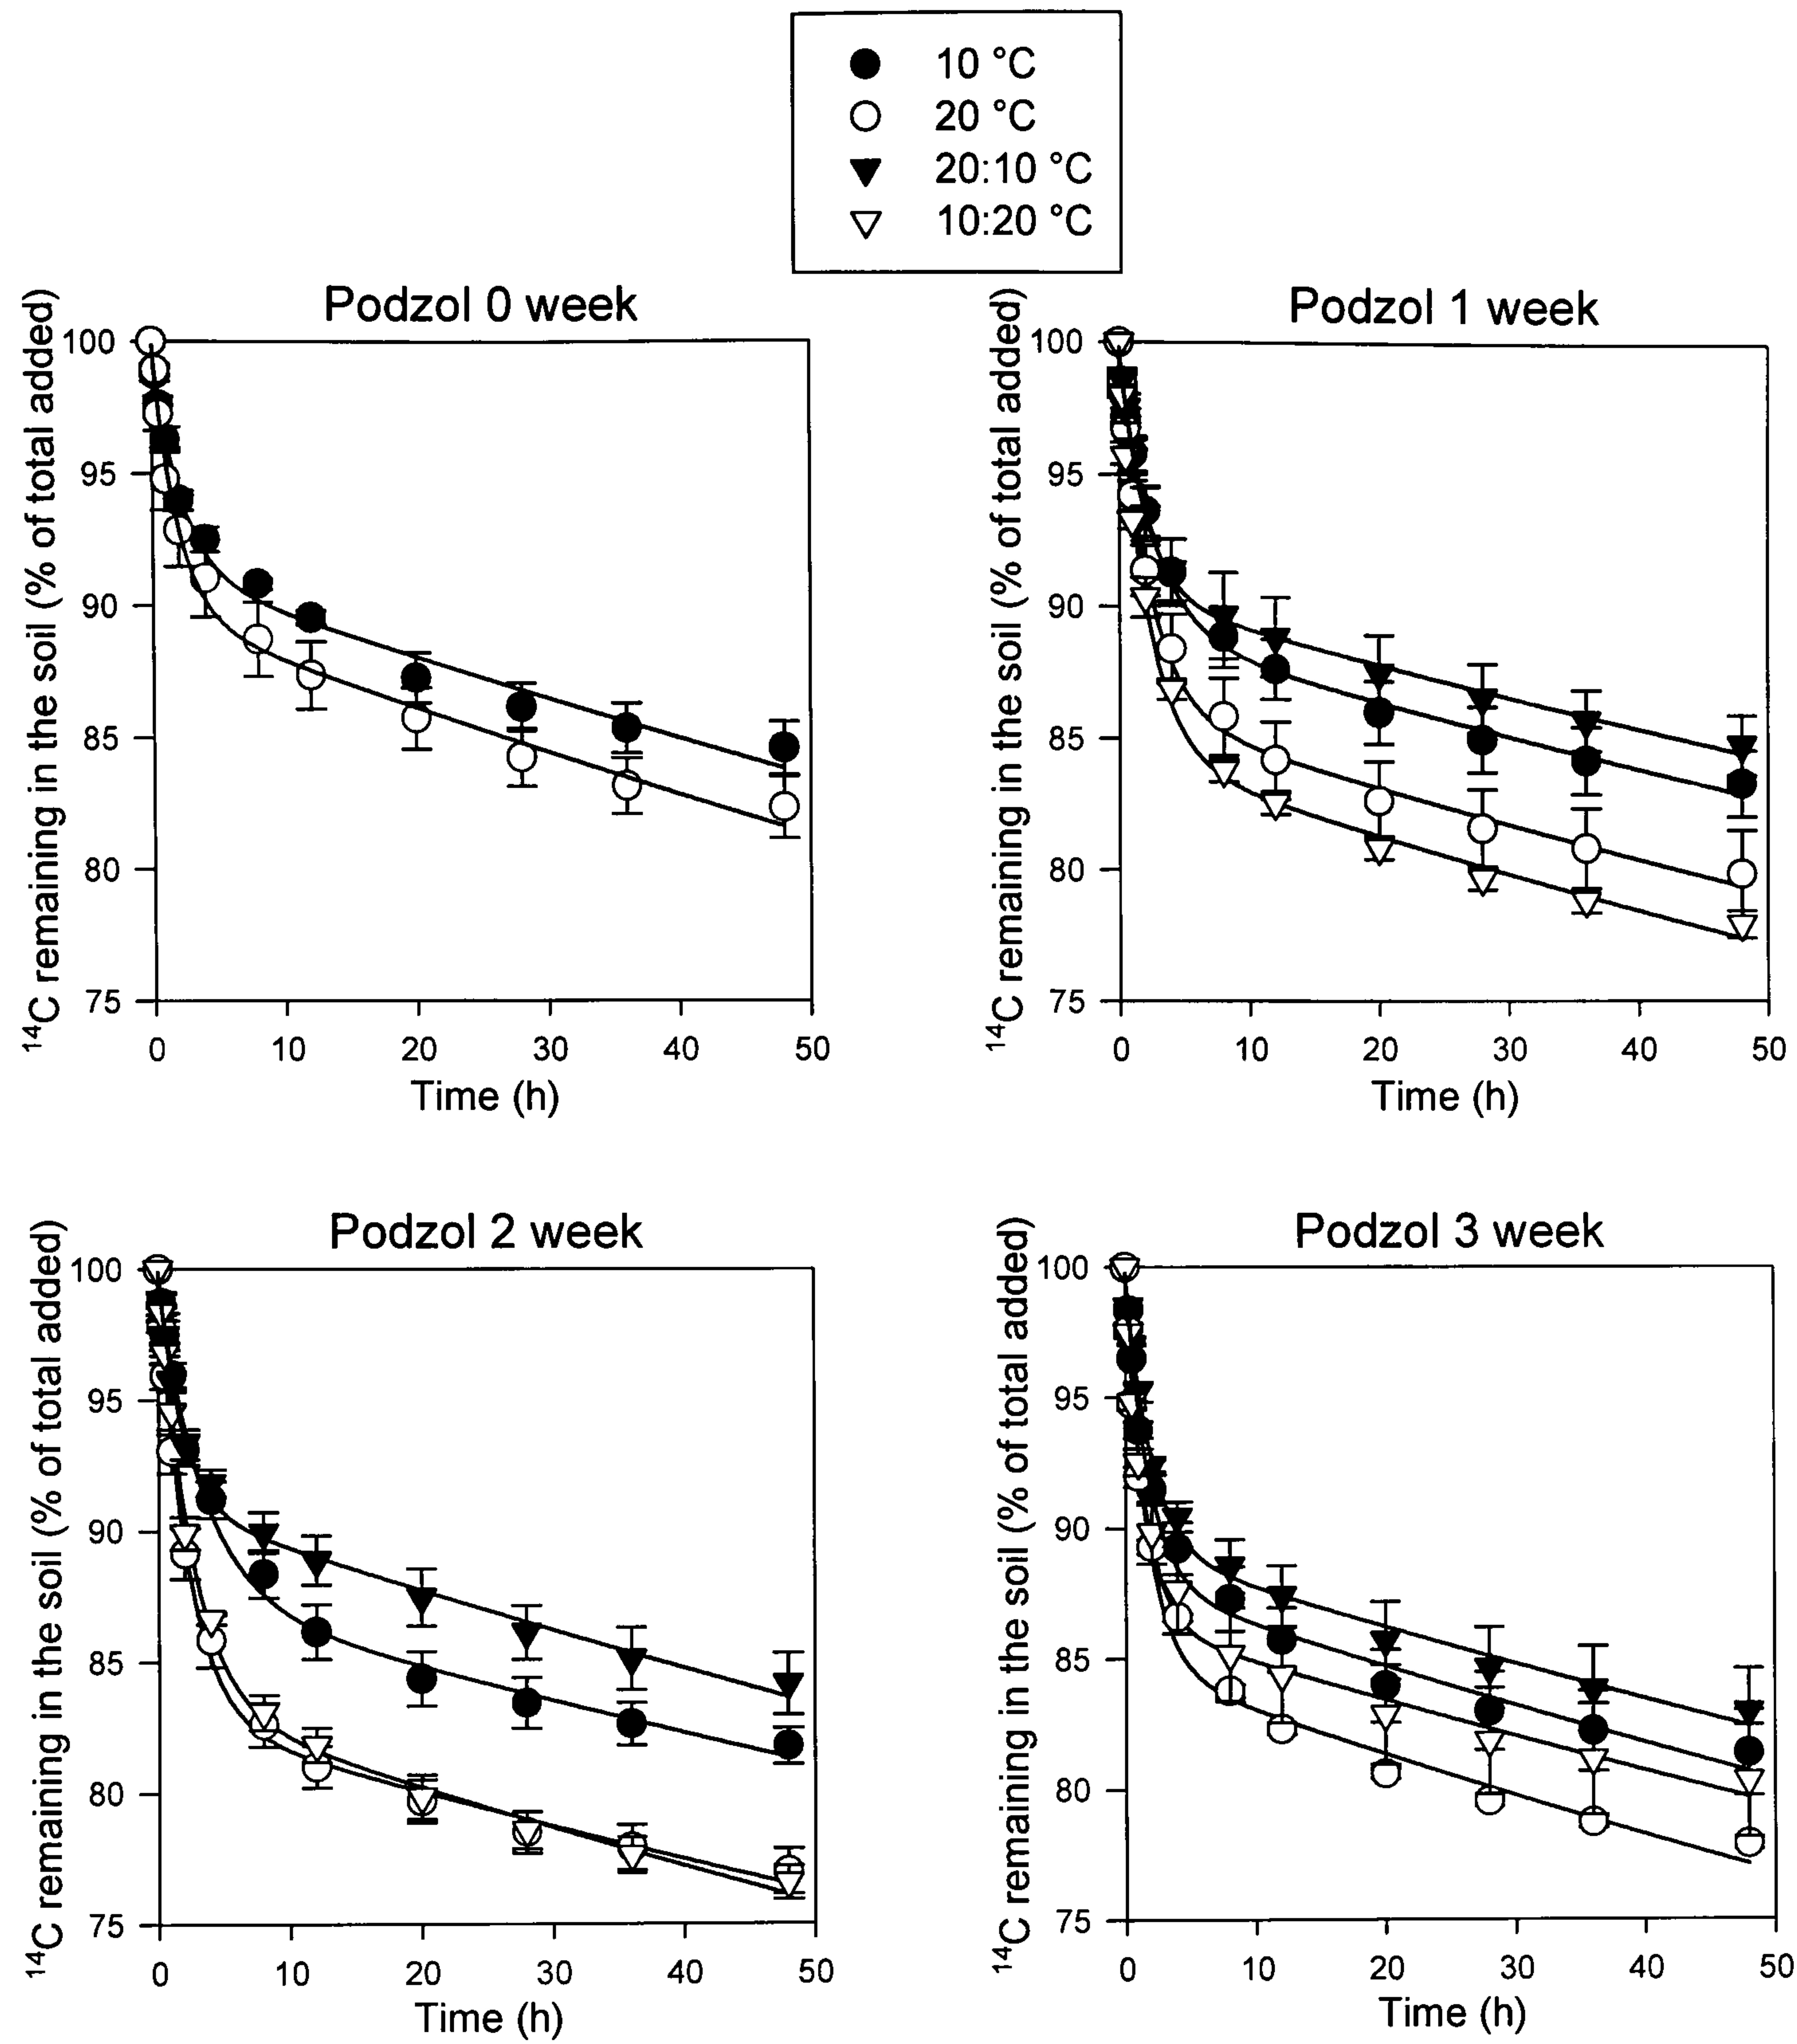 10 °C
20 °C
20:10 °C
10:20 °C
Podzol 0 week
¹⁴C remaining in the soil (% of total added)
100
95
90
85
80
75
0 10 20 30 40 50
Time (h)
Podzol 1 week
¹⁴C remaining in the soil (% of total added)
100
95
90
85
80
75
0 10 20 30 40 50
Time (h)
Podzol 2 week
¹⁴C remaining in the soil (% of total added)
100
95
90
85
80
75
0 10 20 30 40 50
Time (h)
Podzol 3 week
¹⁴C remaining in the soil (% of total added)
100
95
90
85
80
75
0 10 20 30 40 50
Time (h)